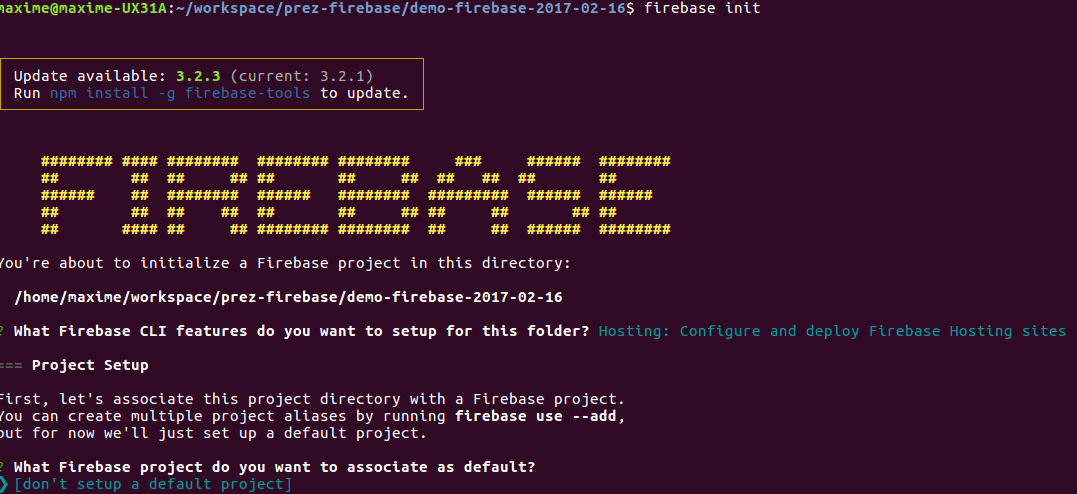 maxime@maxime-UX31A:~/workspace/prez-firebase/demo-firebase-2017-02-16$ firebase init
Update available: 3.2.3 (current: 3.2.1)
Run npm install -g firebase-tools to update.
######## #### ########  ######## ########     ###     ######  ########
##        ##  ##     ## ##       ##     ##  ##   ##  ##       ##
######    ##  ########  ######   ########  #########  ######  ######
##        ##  ##    ##  ##       ##     ## ##     ##       ## ##
##       #### ##     ## ######## ########  ##     ##  ######  ########
You're about to initialize a Firebase project in this directory:
/home/maxime/workspace/prez-firebase/demo-firebase-2017-02-16
? What Firebase CLI features do you want to setup for this folder? Hosting: Configure and deploy Firebase Hosting sites
=== Project Setup
First, let's associate this project directory with a Firebase project.
You can create multiple project aliases by running firebase use --add,
but for now we'll just set up a default project.
? What Firebase project do you want to associate as default?
❯ [don't setup a default project]